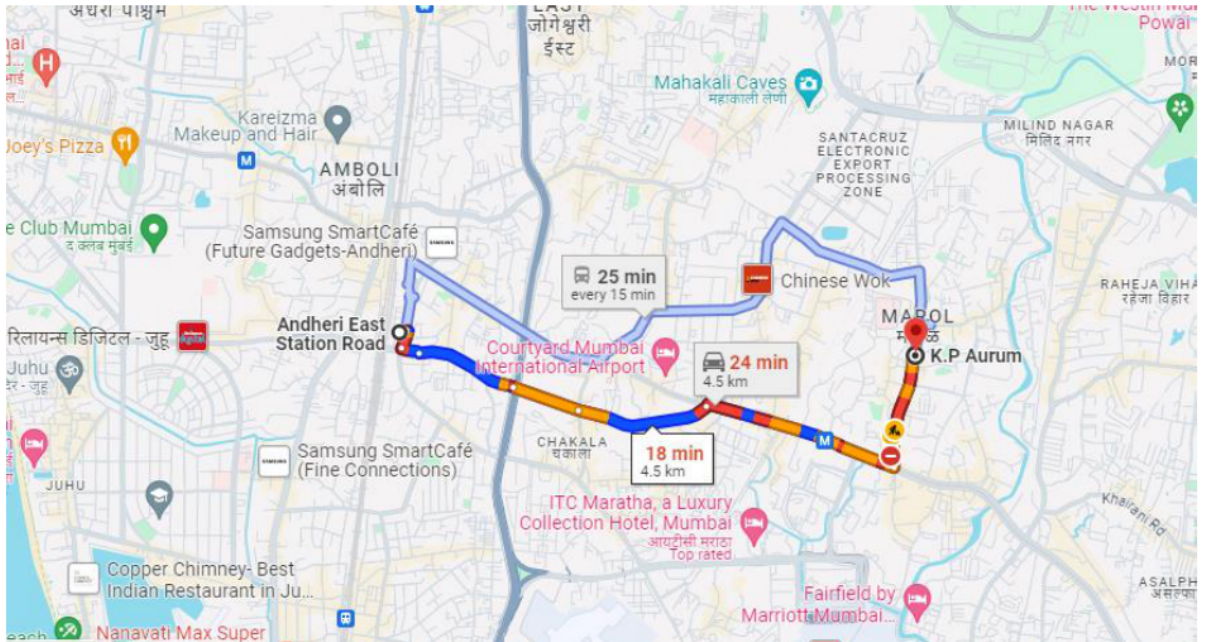 अंधेरी पश्चिम
EAST
जोगेश्वरी
ईस्ट
The Westin Mu
Powai
Mahakali Caves
महाकाली लेणी
MOR
Kareizma
Makeup and Hair
Joey's Pizza
M
AMBOLI
अंबोलि
SANTACRUZ
ELECTRONIC
EXPORT
PROCESSING
ZONE
MILIND NAGAR
मिलिंद नगर
H
e Club Mumbai
द क्लब मुंबई
Samsung SmartCafé
(Future Gadgets-Andheri)
25 min
every 15 min
Chinese Wok
RAHEJA VIHA
रहेजा विहार
रिलायन्स डिजिटल - जुहू
Andheri East
Station Road
MAROL
K.P Aurum
Courtyard Mumbai
International Airport
24 min
4.5 km
Juhu
CHAKALA
चकाला
18 min
4.5 km
M
Samsung SmartCafé
(Fine Connections)
JUHU
ITC Maratha, a Luxury
Collection Hotel, Mumbai
आयटीसी मराठा
Top rated
Khairani Rd
Copper Chimney- Best
Indian Restaurant in Ju...
ASALPH
Fairfield by
Marriott Mumbai...
each
Nanavati Max Super